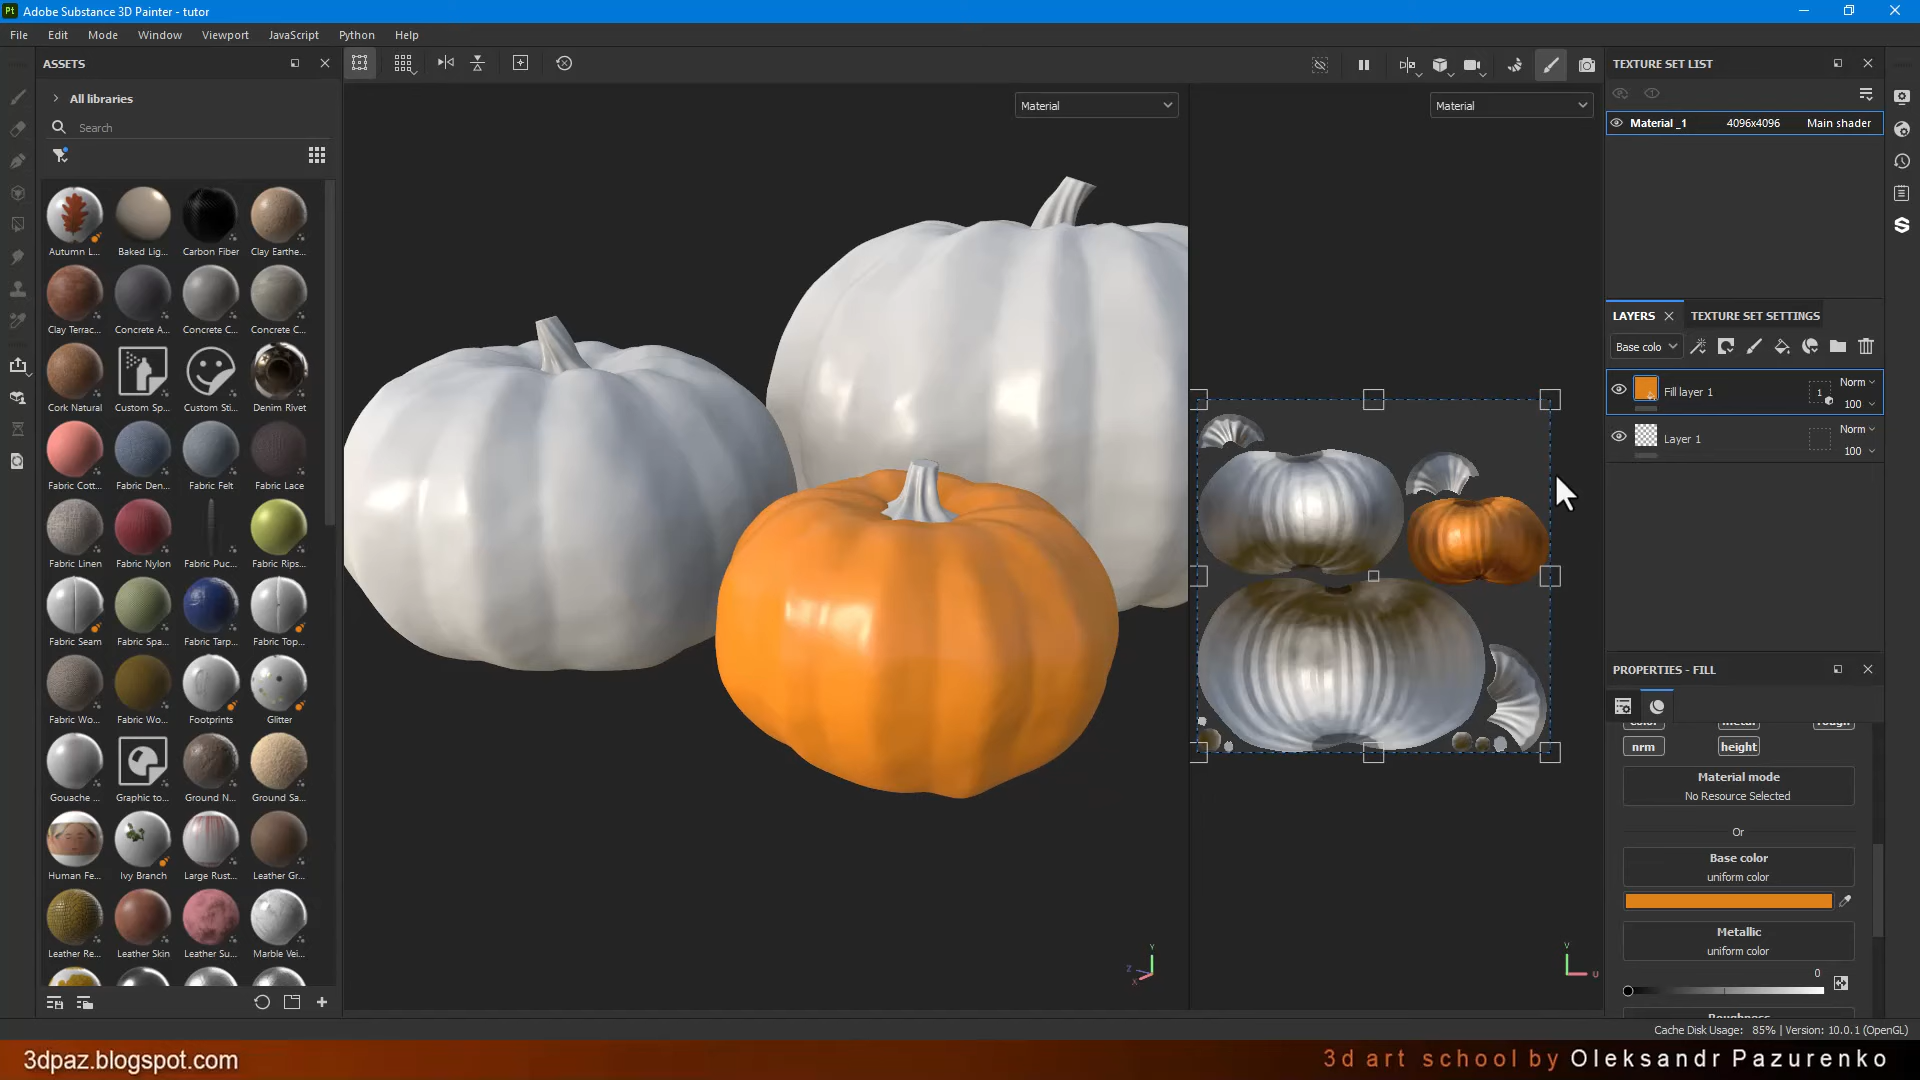 Pt Adobe Substance 3D Painter - tutor
File Edit Mode Window Viewport JavaScript Python Help
ASSETS
All libraries
Search
Autumn L... Baked Lig... Carbon Fiber Clay Earthe...
Clay Terrac... Concrete A... Concrete C... Concrete C...
Cork Natural Custom Sp... Custom Sti... Denim Rivet
Fabric Cott... Fabric Den... Fabric Felt Fabric Lace
Fabric Linen Fabric Nylon Fabric Puc... Fabric Rips...
Fabric Seam Fabric Spa... Fabric Tarp... Fabric Top...
Fabric Wo... Fabric Wo... Footprints Glitter
Gouache ... Graphic to... Ground N... Ground Sa...
Human Fe... Ivy Branch Large Rust... Leather Gr...
Leather Re... Leather Skin Leather Su... Marble Vei...
Material
Material
Y
Z
X
V
U
TEXTURE SET LIST
Material _1 4096x4096 Main shader
LAYERS TEXTURE SET SETTINGS
Base colo
Fill layer 1 1 Norm
100
Layer 1 Norm
100
PROPERTIES - FILL
color metal rough
nrm height
Material mode
No Resource Selected
Or
Base color
uniform color
Metallic
uniform color
0
Roughness
Cache Disk Usage: 85% | Version: 10.0.1 (OpenGL)
3dpaz.blogspot.com
3d art school by Oleksandr Pazurenko